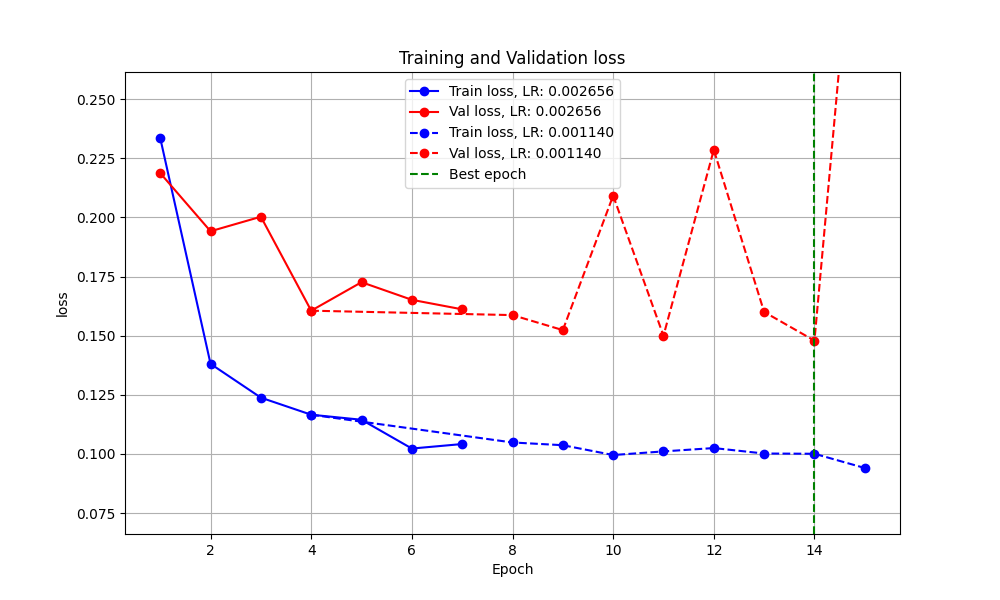 Training and Validation loss
Train loss, LR: 0.002656
Val loss, LR: 0.002656
Train loss, LR: 0.001140
Val loss, LR: 0.001140
Best epoch
0.250
0.225
0.200
0.175
0.150
0.125
0.100
0.075
loss
2 4 6 8 10 12 14
Epoch